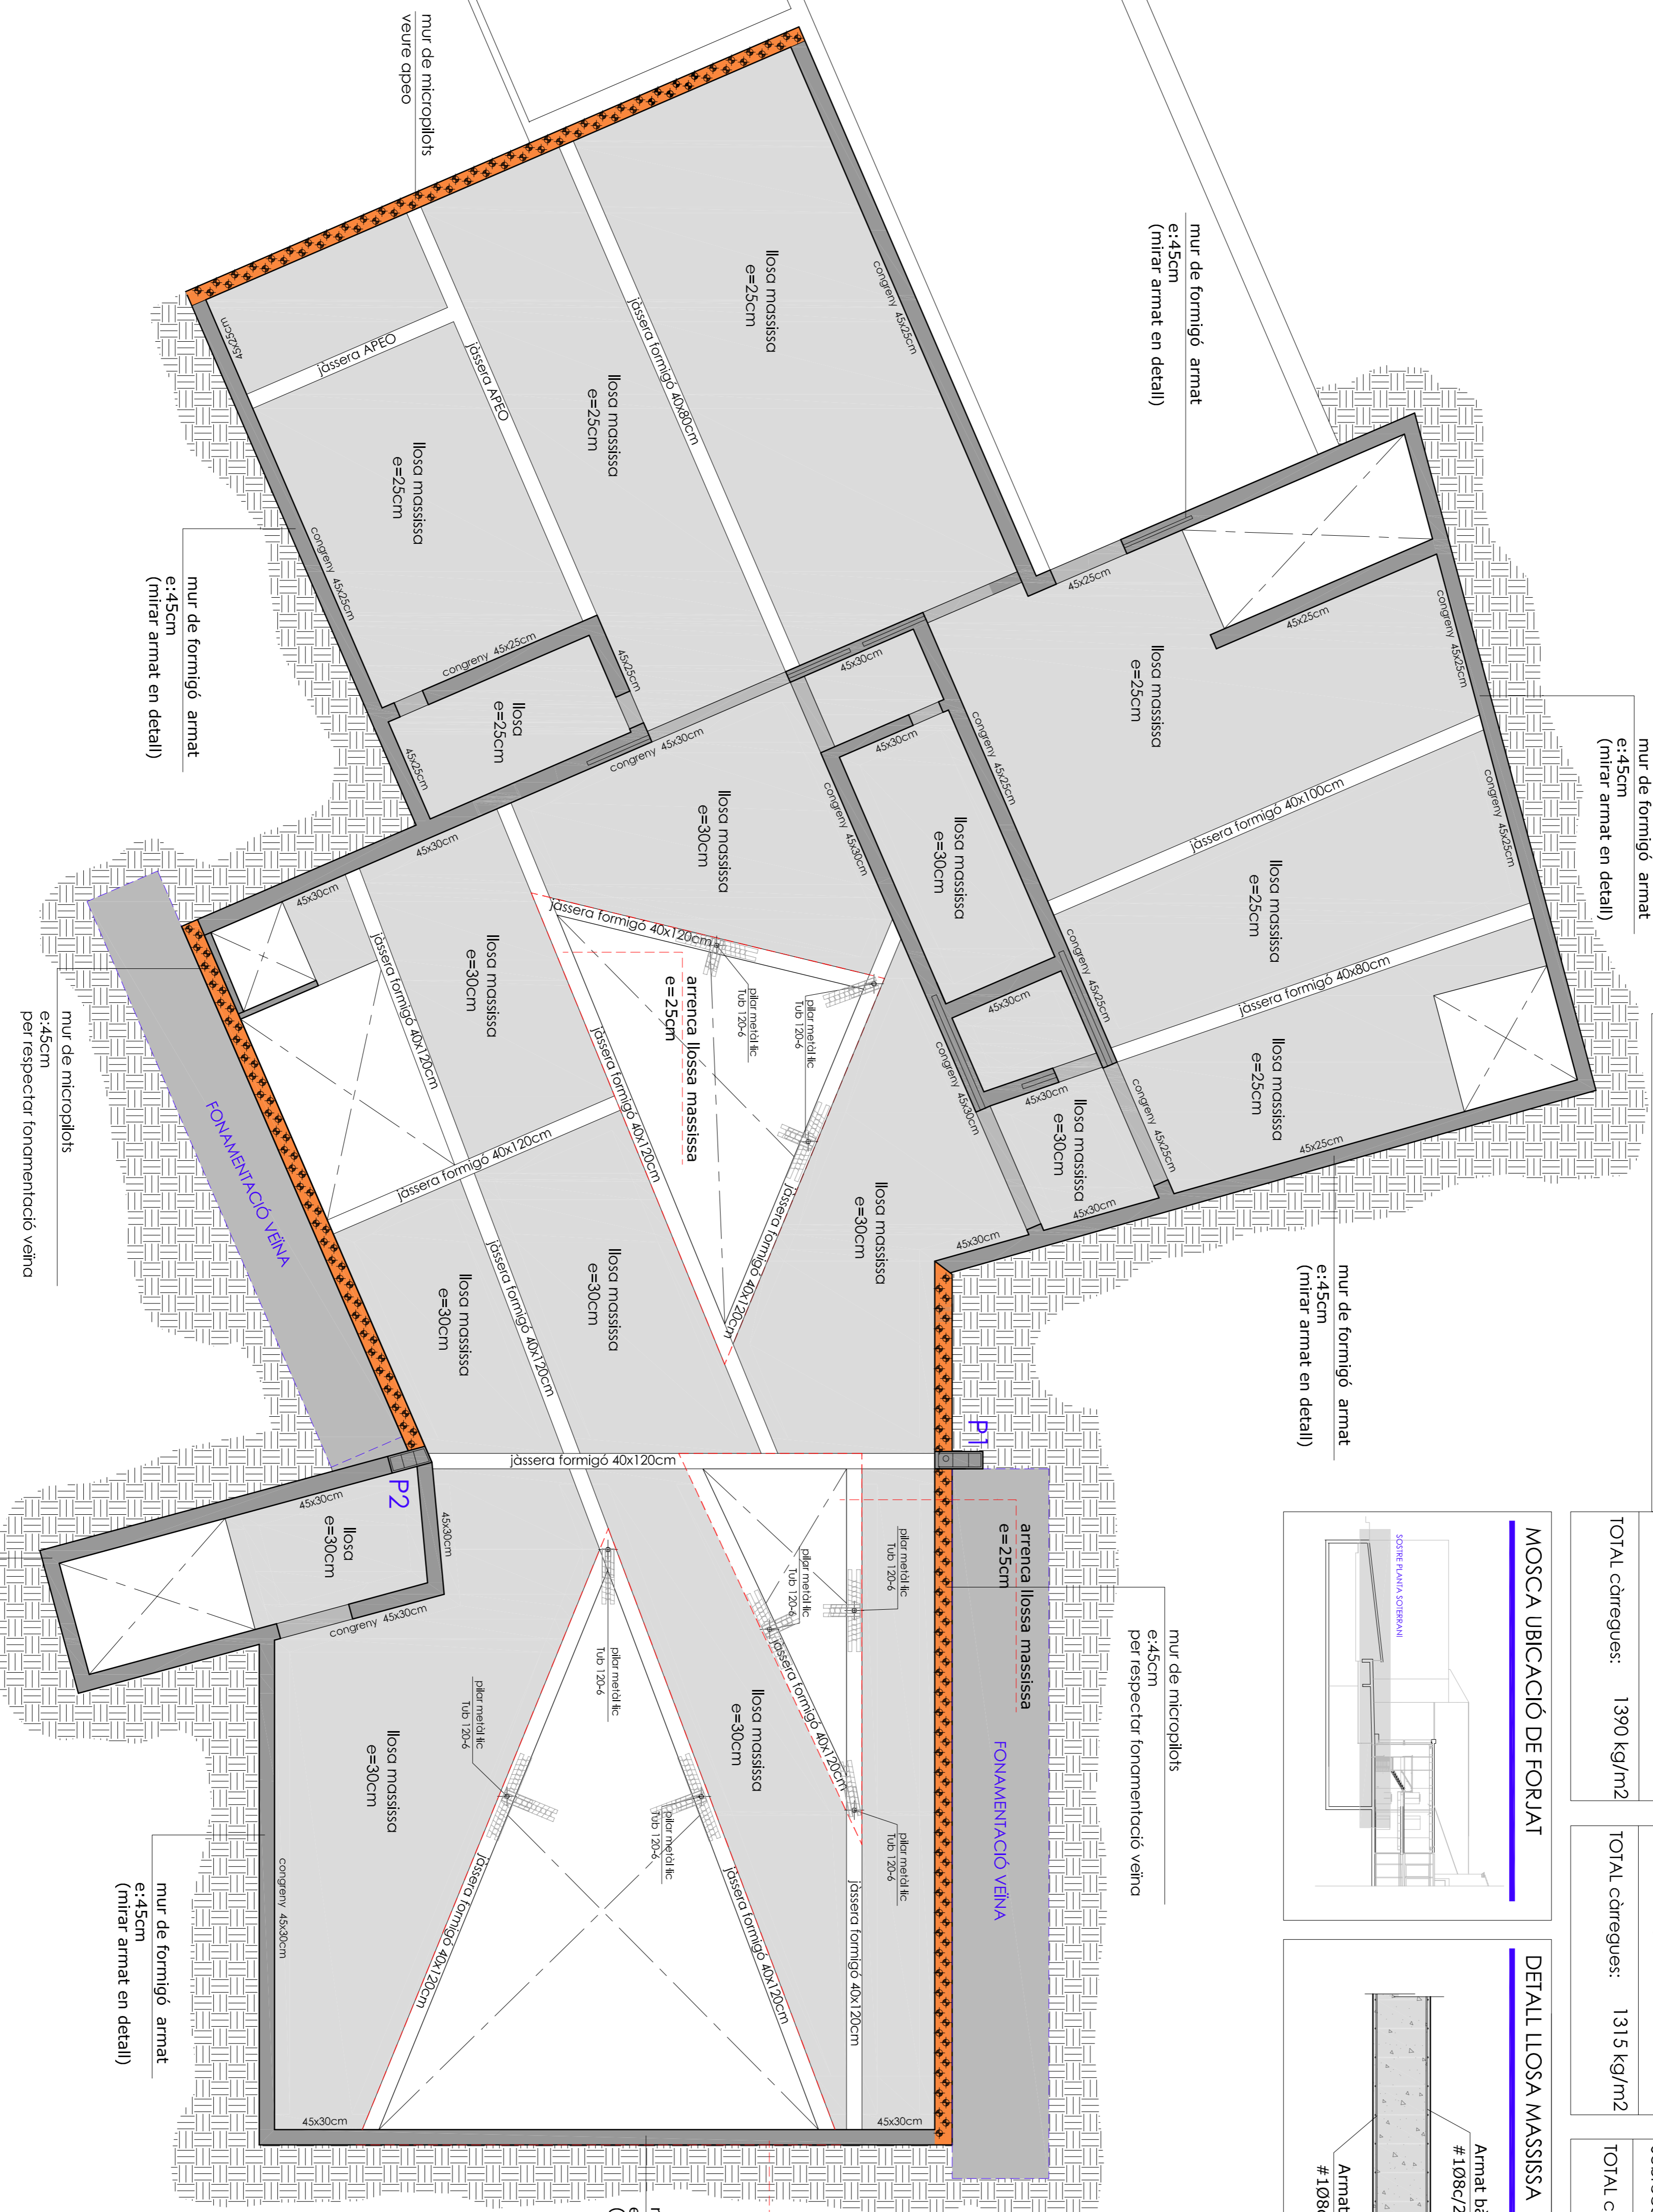 mur de micropilots
veure apeo
mur de formigó armat
e:45cm
(mirar armat en detall)
mur de formigó armat
e:45cm
(mirar armat en detall)
mur de formigó armat
e:45cm
(mirar armat en detall)
mur de formigó armat
e:45cm
(mirar armat en detall)
mur de micropilots
e:45cm
per respectar fonamentació veïna
mur de micropilots
e:45cm
per respectar fonamentació veïna
mur de formigó armat
e:45cm
(mirar armat en detall)
llosa massissa
e=25cm
llosa massissa
e=25cm
llosa massissa
e=25cm
llosa massissa
e=25cm
llosa massissa
e=25cm
llosa massissa
e=25cm
llosa
e=25cm
llosa massissa
e=30cm
llosa massissa
e=30cm
llosa massissa
e=30cm
llosa massissa
e=30cm
llosa massissa
e=30cm
llosa massissa
e=30cm
llosa massissa
e=30cm
llosa
e=30cm
llosa massissa
e=30cm
llosa massissa
e=30cm
congreny 45x25cm
45x25cm
jàssera APEO
jàssera APEO
jàssera formigó 40x80cm
congreny 45x25cm
congreny 45x25cm
45x25cm
45x25cm
45x25cm
45x25cm
congreny 45x25cm
congreny 45x25cm
jàssera formigó 40x100cm
jàssera formigó 40x80cm
45x25cm
congreny 45x25cm
congreny 45x25cm
congreny 45x25cm
45x30cm
45x30cm
congreny 45x30cm
congreny 45x30cm
45x30cm
congreny 45x30cm
45x30cm
45x30cm
45x30cm
45x30cm
45x30cm
jàssera formigó 40x120cm
jàssera formigó 40x120cm
jàssera formigó 40x120cm
jàssera formigó 40x120cm
jàssera formigó 40x120cm
jàssera formigó 40x120cm
arrenca llossa massissa
e=25cm
pilar metàl·lic
Tub 120-6
pilar metàl·lic
Tub 120-6
FONAMENTACIÓ VEÏNA
P1
P2
jàssera formigó 40x120cm
45x30cm
45x30cm
congreny 45x30cm
arrenca llossa massissa
e=25cm
pilar metàl·lic
Tub 120-6
pilar metàl·lic
Tub 120-6
pilar metàl·lic
Tub 120-6
pilar metàl·lic
Tub 120-6
pilar metàl·lic
Tub 120-6
pilar metàl·lic
Tub 120-6
FONAMENTACIÓ VEÏNA
jàssera formigó 40x120cm
jàssera formigó 40x120cm
jàssera formigó 40x120cm
jàssera formigó 40x120cm
congreny 45x30cm
45x30cm
45x30cm
TOTAL càrregues: 1390 kg/m2
TOTAL càrregues: 1315 kg/m2
TOTAL c
MOSCA UBICACIÓ DE FORJAT
SOSTRE PLANTA SOTERRANI
DETALL LLOSA MASSISSA
Armat bà
#1Ø8c/2
Armat
#1Ø8c